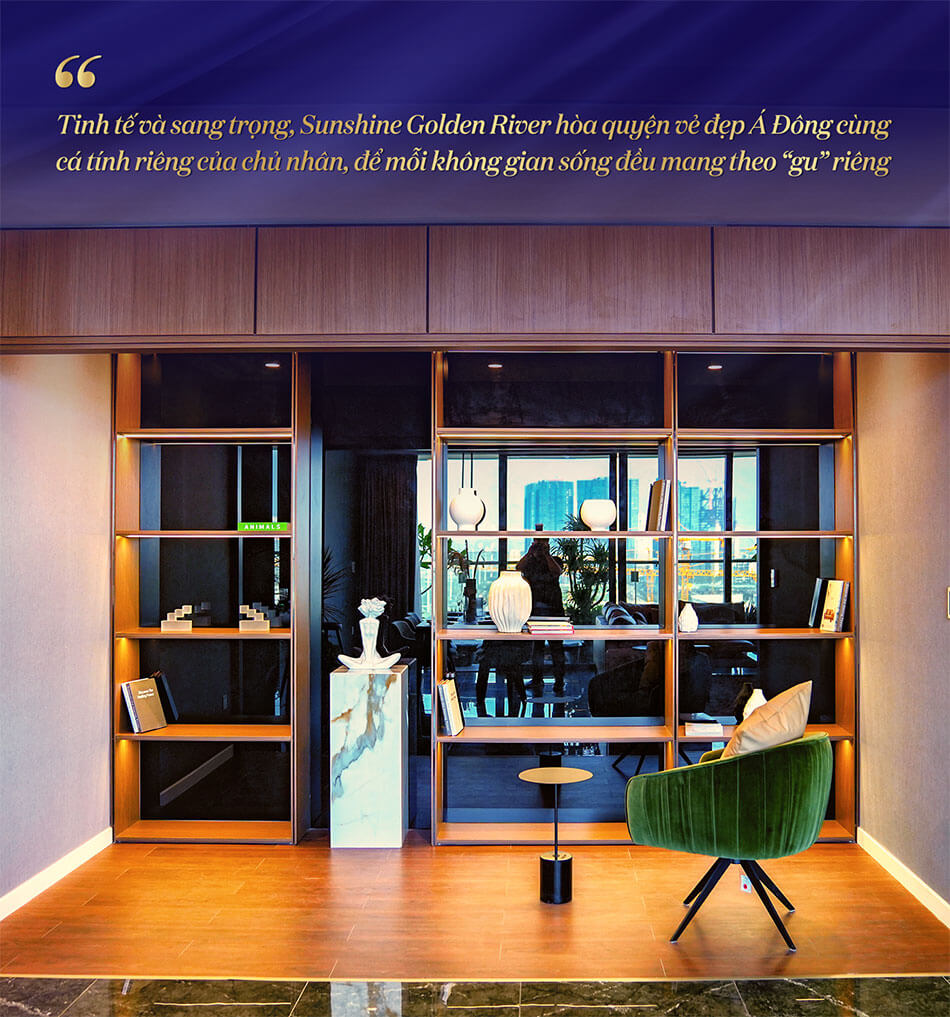 “
Tinh tế và sang trọng, Sunshine Golden River hòa quyện vẻ đẹp Á Đông cùng
cá tính riêng của chủ nhân, để mỗi không gian sống đều mang theo “gu” riêng
ANIMALS